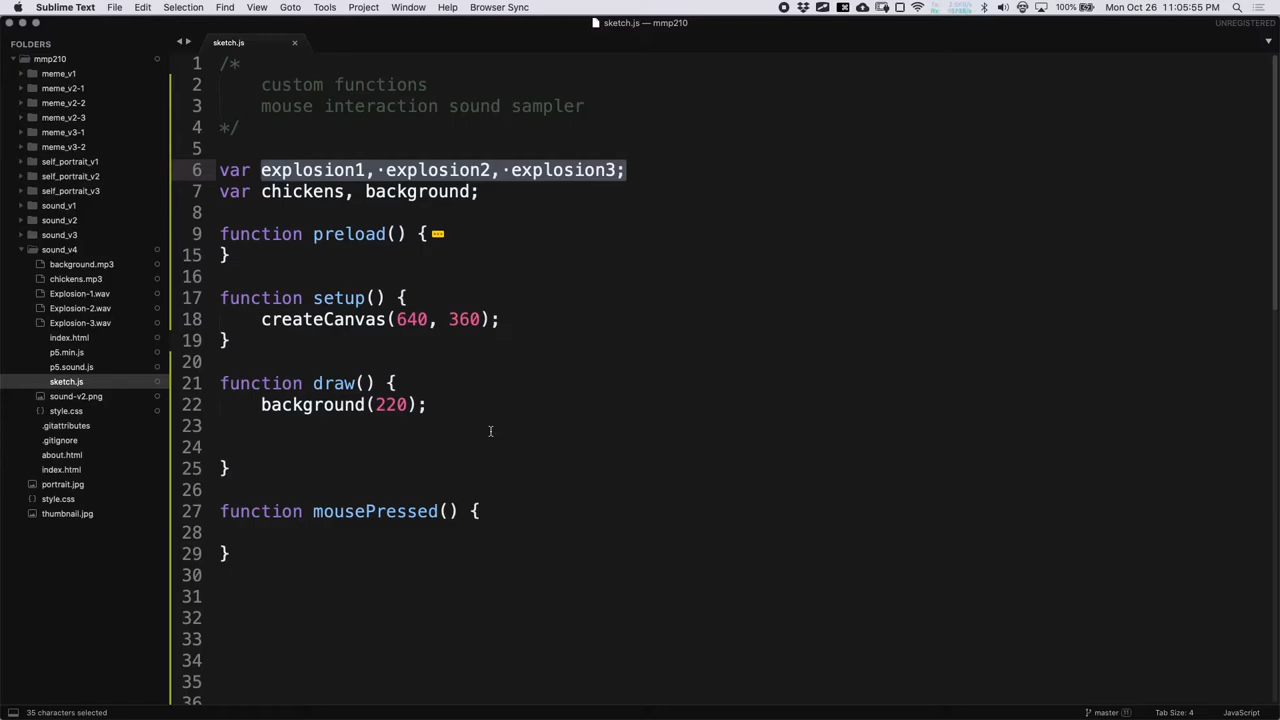 Sublime Text File Edit Selection Find View Goto Tools Project Window Help Browser Sync
100% Mon Oct 26 11:05:55 PM
sketch.js — mmp210
UNREGISTERED
FOLDERS
mmp210
meme_v1
meme_v2-1
meme_v2-2
meme_v2-3
meme_v3-1
meme_v3-2
self_portrait_v1
self_portrait_v2
self_portrait_v3
sound_v1
sound_v2
sound_v3
sound_v4
background.mp3
chickens.mp3
Explosion-1.wav
Explosion-2.wav
Explosion-3.wav
index.html
p5.min.js
p5.sound.js
sketch.js
sound-v2.png
style.css
.gitattributes
.gitignore
about.html
index.html
portrait.jpg
style.css
thumbnail.jpg
sketch.js
1 /*
2 custom functions
3 mouse interaction sound sampler
4 */
5
6 var explosion1, explosion2, explosion3;
7 var chickens, background;
8
9 function preload() {
15 }
16
17 function setup() {
18 createCanvas(640, 360);
19 }
20
21 function draw() {
22 background(220);
23
24
25 }
26
27 function mousePressed() {
28
29 }
30
31
32
33
34
35
36
35 characters selected
master 11 Tab Size: 4 JavaScript